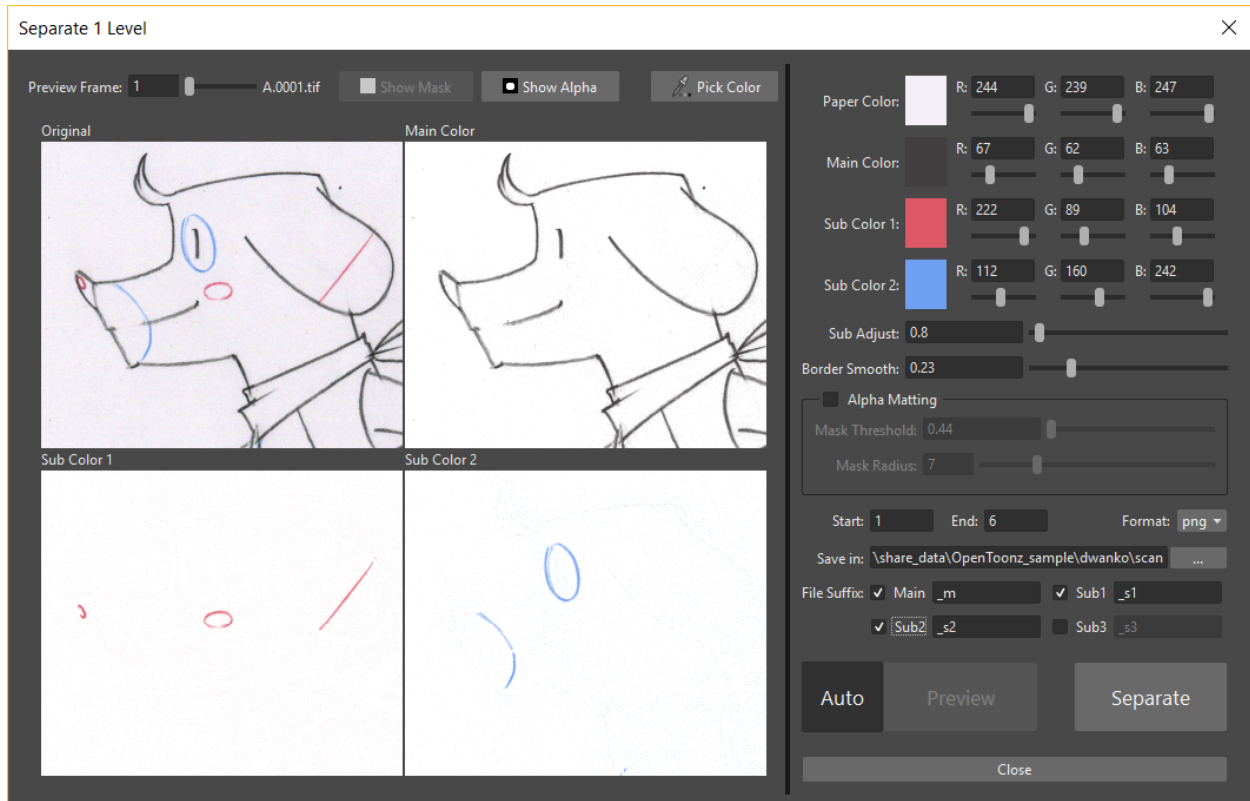 Separate 1 Level
Preview Frame: 1 A.0001.tif Show Mask Show Alpha Pick Color
Original Main Color
Sub Color 1 Sub Color 2
Paper Color: R: 244 G: 239 B: 247
Main Color: R: 67 G: 62 B: 63
Sub Color 1: R: 222 G: 89 B: 104
Sub Color 2: R: 112 G: 160 B: 242
Sub Adjust: 0.8
Border Smooth: 0.23
Alpha Matting
Mask Threshold: 0.44
Mask Radius: 7
Start: 1 End: 6 Format: png
Save in: \share_data\OpenToonz_sample\dwanko\scan ...
File Suffix: Main _m Sub1 _s1
Sub2 _s2 Sub3 _s3
Auto Preview Separate
Close